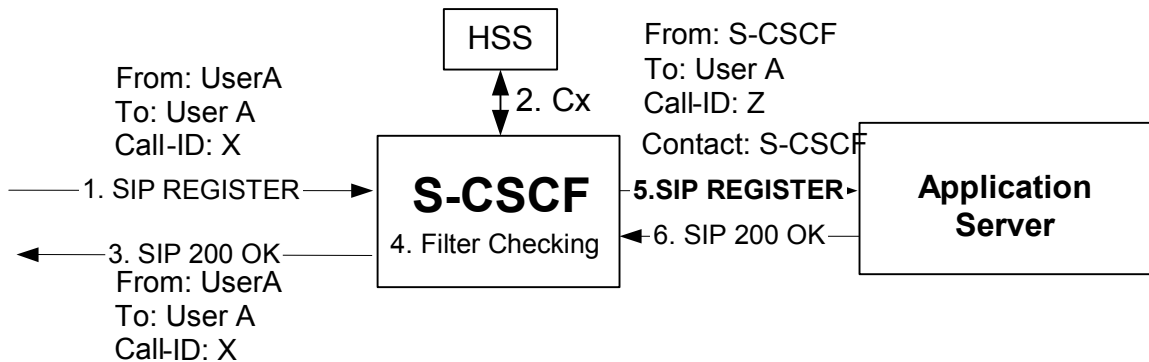 HSS
From: S-CSCF
To: User A
Call-ID: Z
Contact: S-CSCF
From: UserA
To: User A
Call-ID: X
2. Cx
1. SIP REGISTER
S-CSCF
4. Filter Checking
5.SIP REGISTER
Application
Server
3. SIP 200 OK
6. SIP 200 OK
From: UserA
To: User A
Call-ID: X